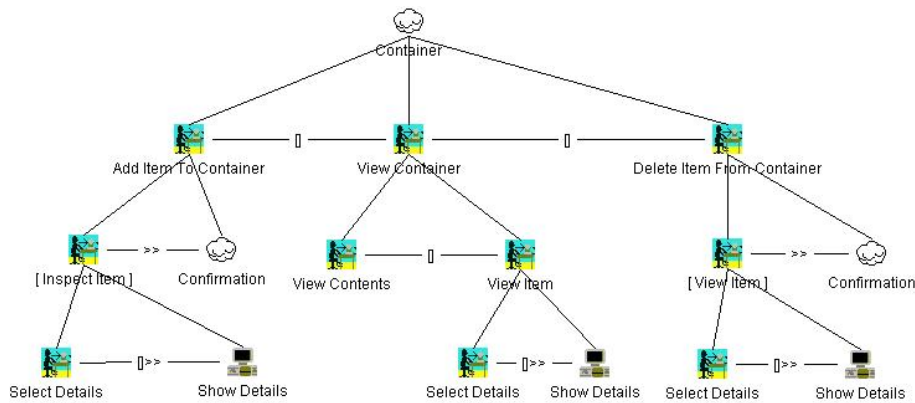 Container
[] []
Add Item To Container View Container Delete Item From Container
>> [] >>
[ Inspect Item ] Confirmation View Contents View Item [ View Item ] Confirmation
[]>> []>> []>>
Select Details Show Details Select Details Show Details Select Details Show Details